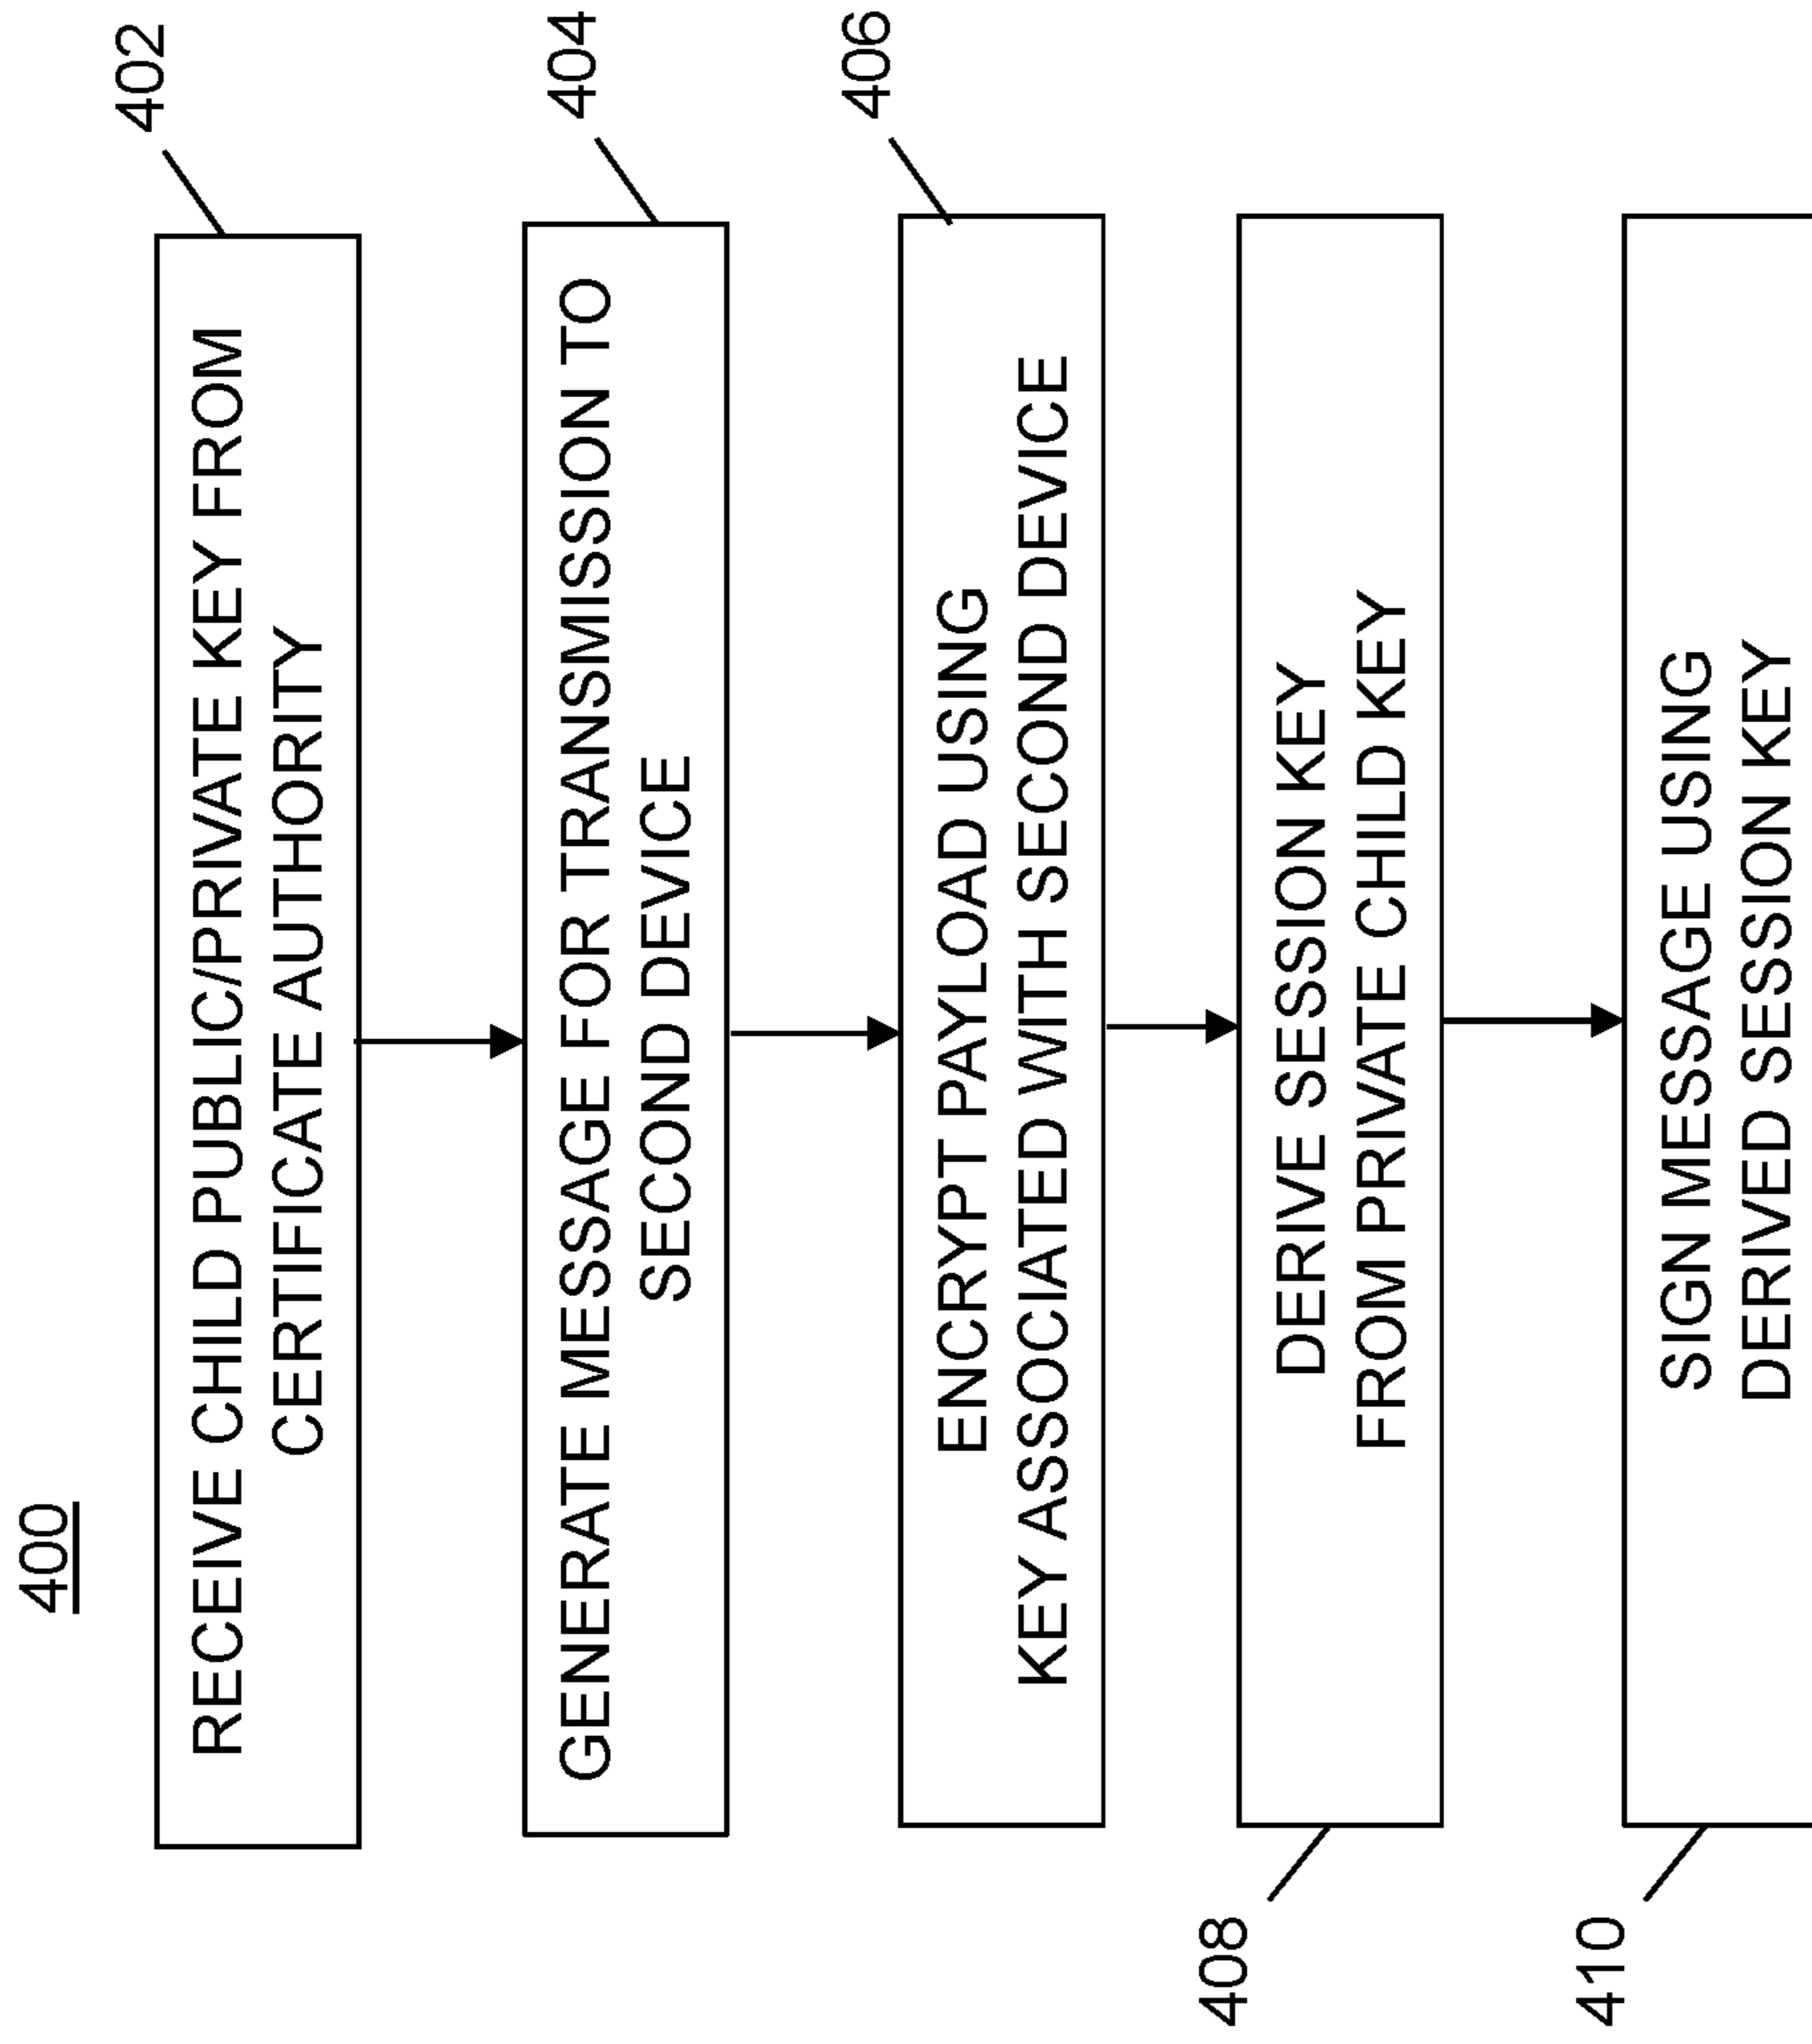 400
402
RECEIVE CHILD PUBLIC/PRIVATE KEY FROM
CERTIFICATE AUTHORITY
404
GENERATE MESSAGE FOR TRANSMISSION TO
SECOND DEVICE
406
ENCRYPT PAYLOAD USING
KEY ASSOCIATED WITH SECOND DEVICE
408
DERIVE SESSION KEY
FROM PRIVATE CHILD KEY
410
SIGN MESSAGE USING
DERIVED SESSION KEY